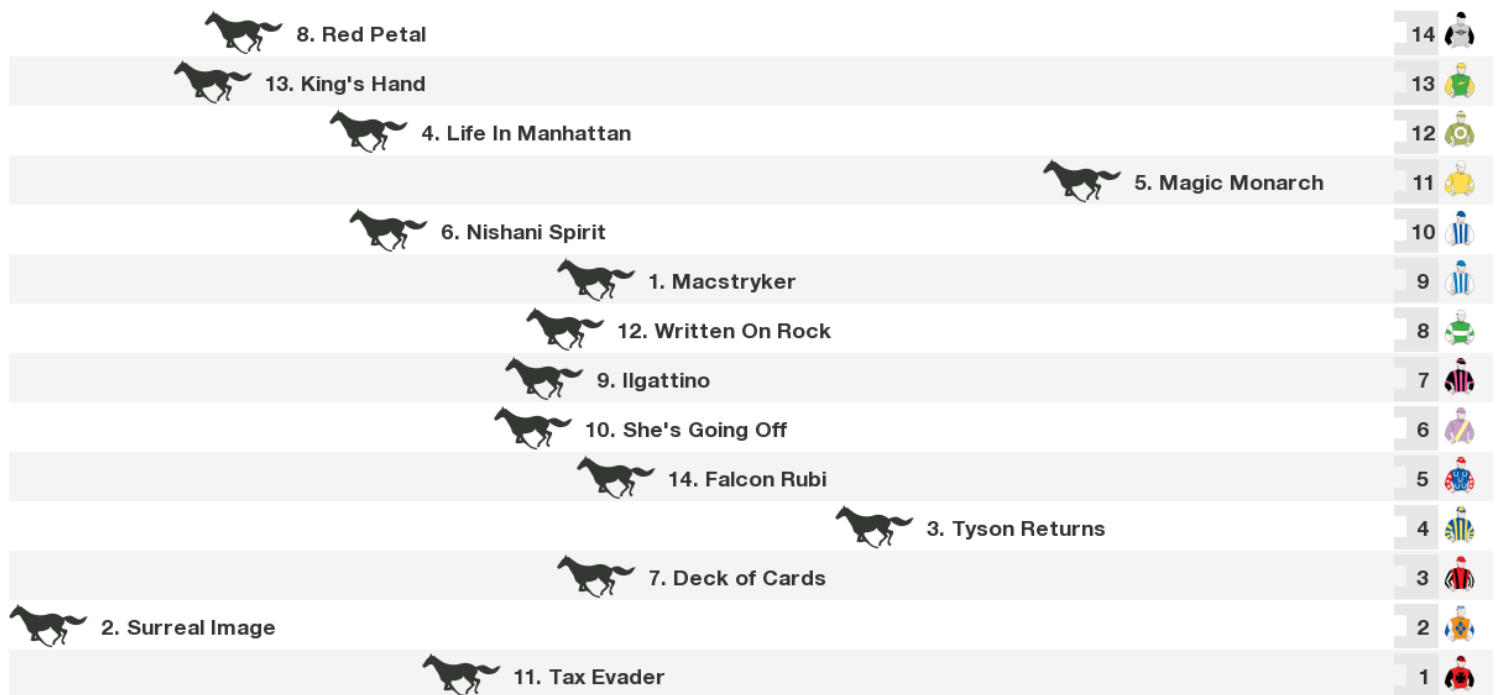 8. Red Petal 14
13. King's Hand 13
4. Life In Manhattan 12
5. Magic Monarch 11
6. Nishani Spirit 10
1. Macstryker 9
12. Written On Rock 8
9. Ilgattino 7
10. She's Going Off 6
14. Falcon Rubi 5
3. Tyson Returns 4
7. Deck of Cards 3
2. Surreal Image 2
11. Tax Evader 1